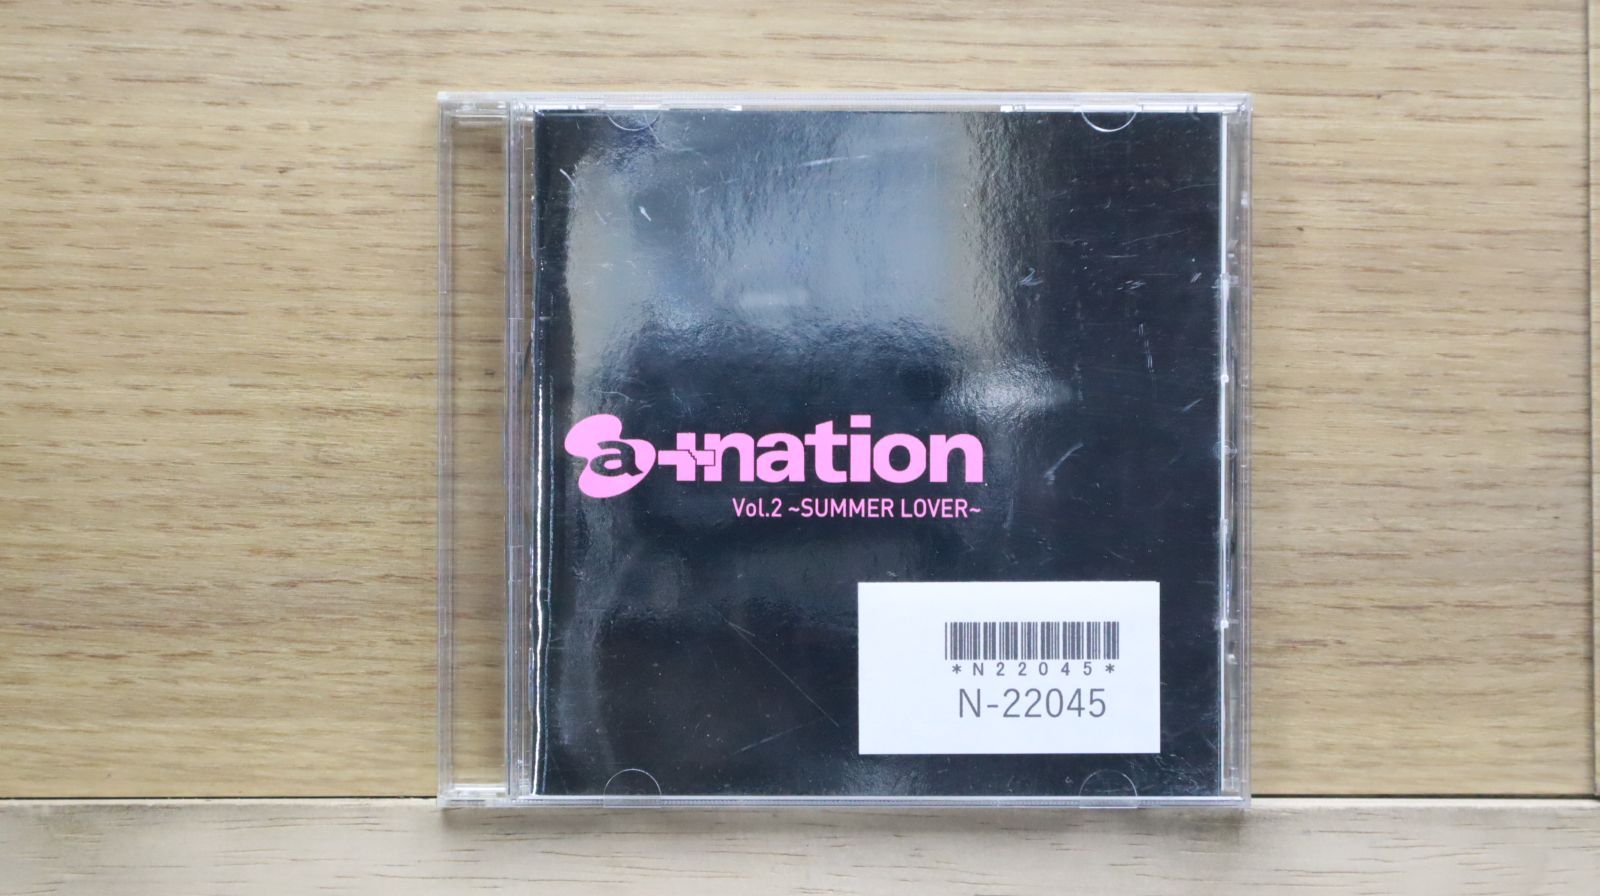 a-nation
Vol.2 ~SUMMER LOVER~
*N22045*
N-22045